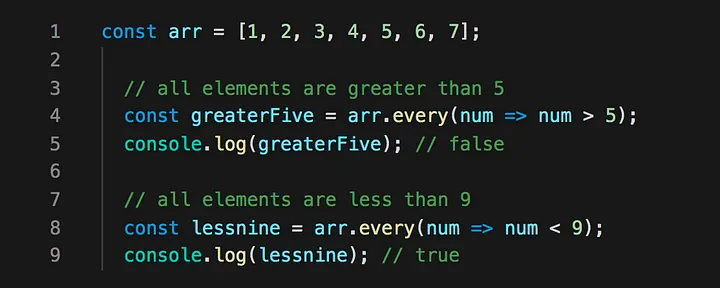 1 const arr = [1, 2, 3, 4, 5, 6, 7];
2
3 // all elements are greater than 5
4 const greaterFive = arr.every(num => num > 5);
5 console.log(greaterFive); // false
6
7 // all elements are less than 9
8 const lessnine = arr.every(num => num < 9);
9 console.log(lessnine); // true